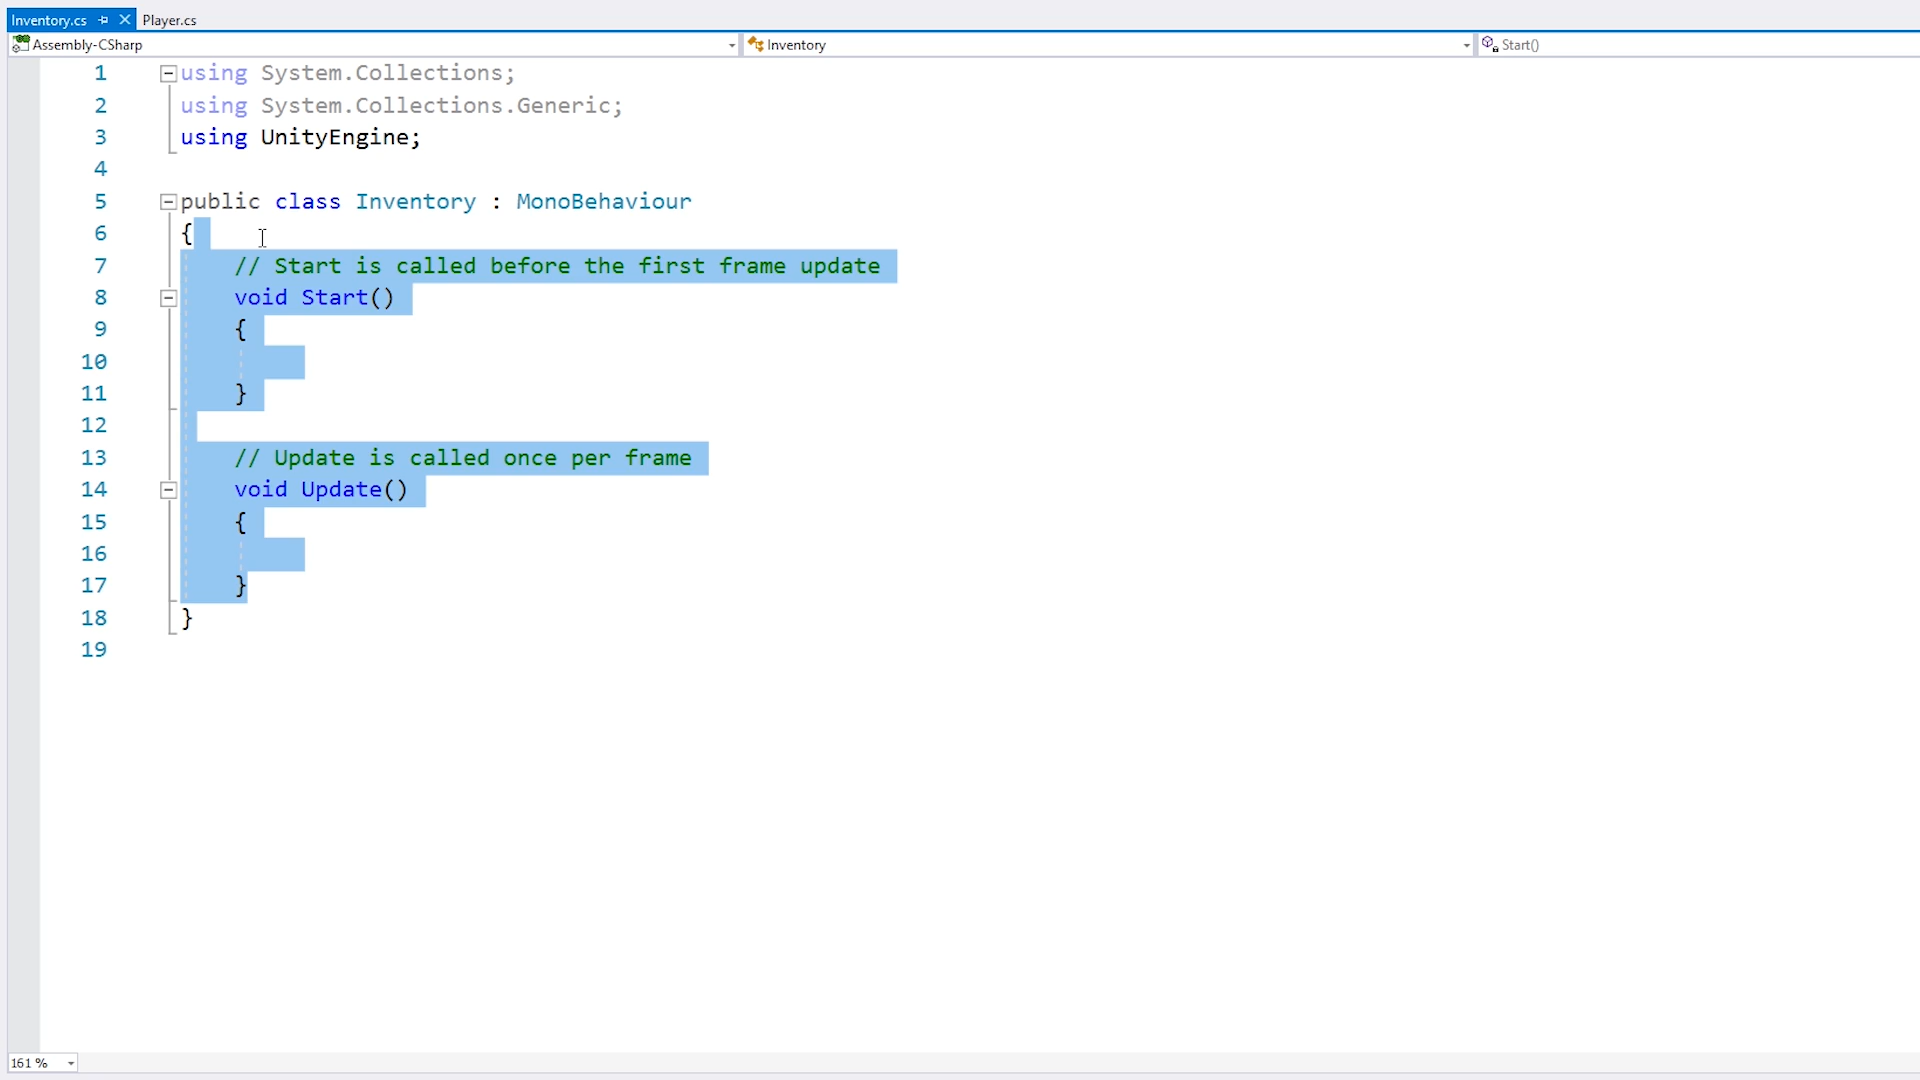 Inventory.cs Player.cs
Assembly-CSharp Inventory Start()
1 using System.Collections;
2 using System.Collections.Generic;
3 using UnityEngine;
4
5 public class Inventory : MonoBehaviour
6 {
7 // Start is called before the first frame update
8 void Start()
9 {
10
11 }
12
13 // Update is called once per frame
14 void Update()
15 {
16
17 }
18 }
19
161 %